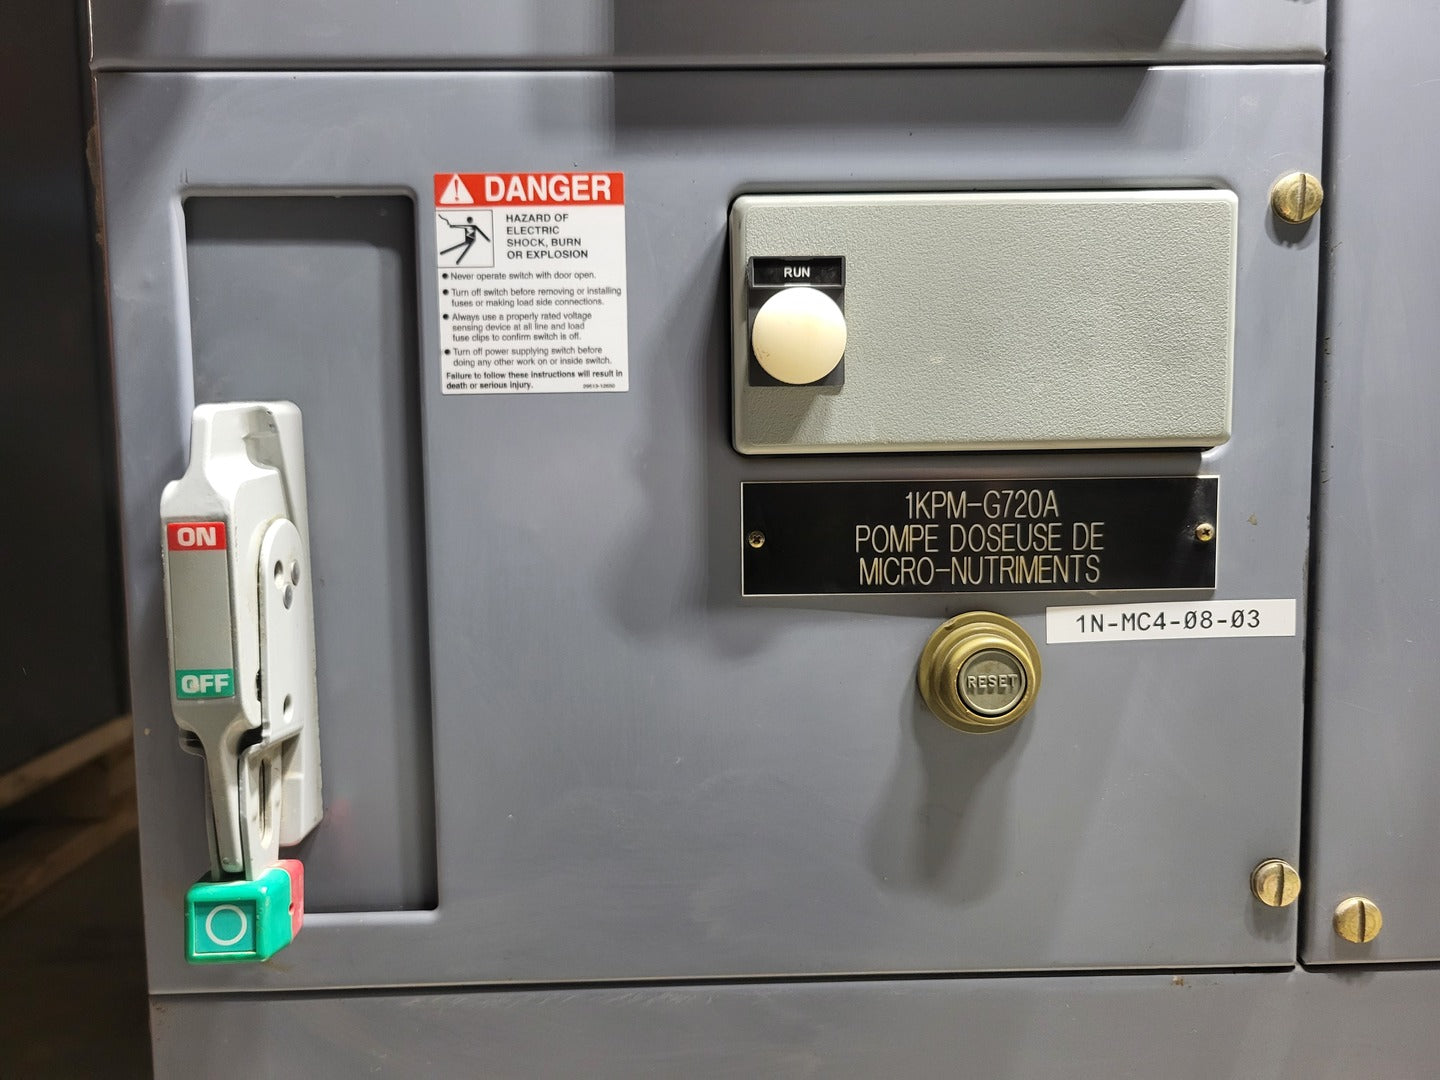 DANGER
HAZARD OF
ELECTRIC
SHOCK, BURN
OR EXPLOSION
● Never operate switch with door open.
● Turn off switch before removing or installing
fuses or making load side connections.
● Always use a properly rated voltage
sensing device at all line and load
fuse clips to confirm switch is off.
● Turn off power supplying switch before
doing any other work on or inside switch.
Failure to follow these instructions will result in
death or serious injury.
RUN
1KPM-G720A
POMPE DOSEUSE DE
MICRO-NUTRIMENTS
1N-MC4-08-03
RESET
ON
OFF
O